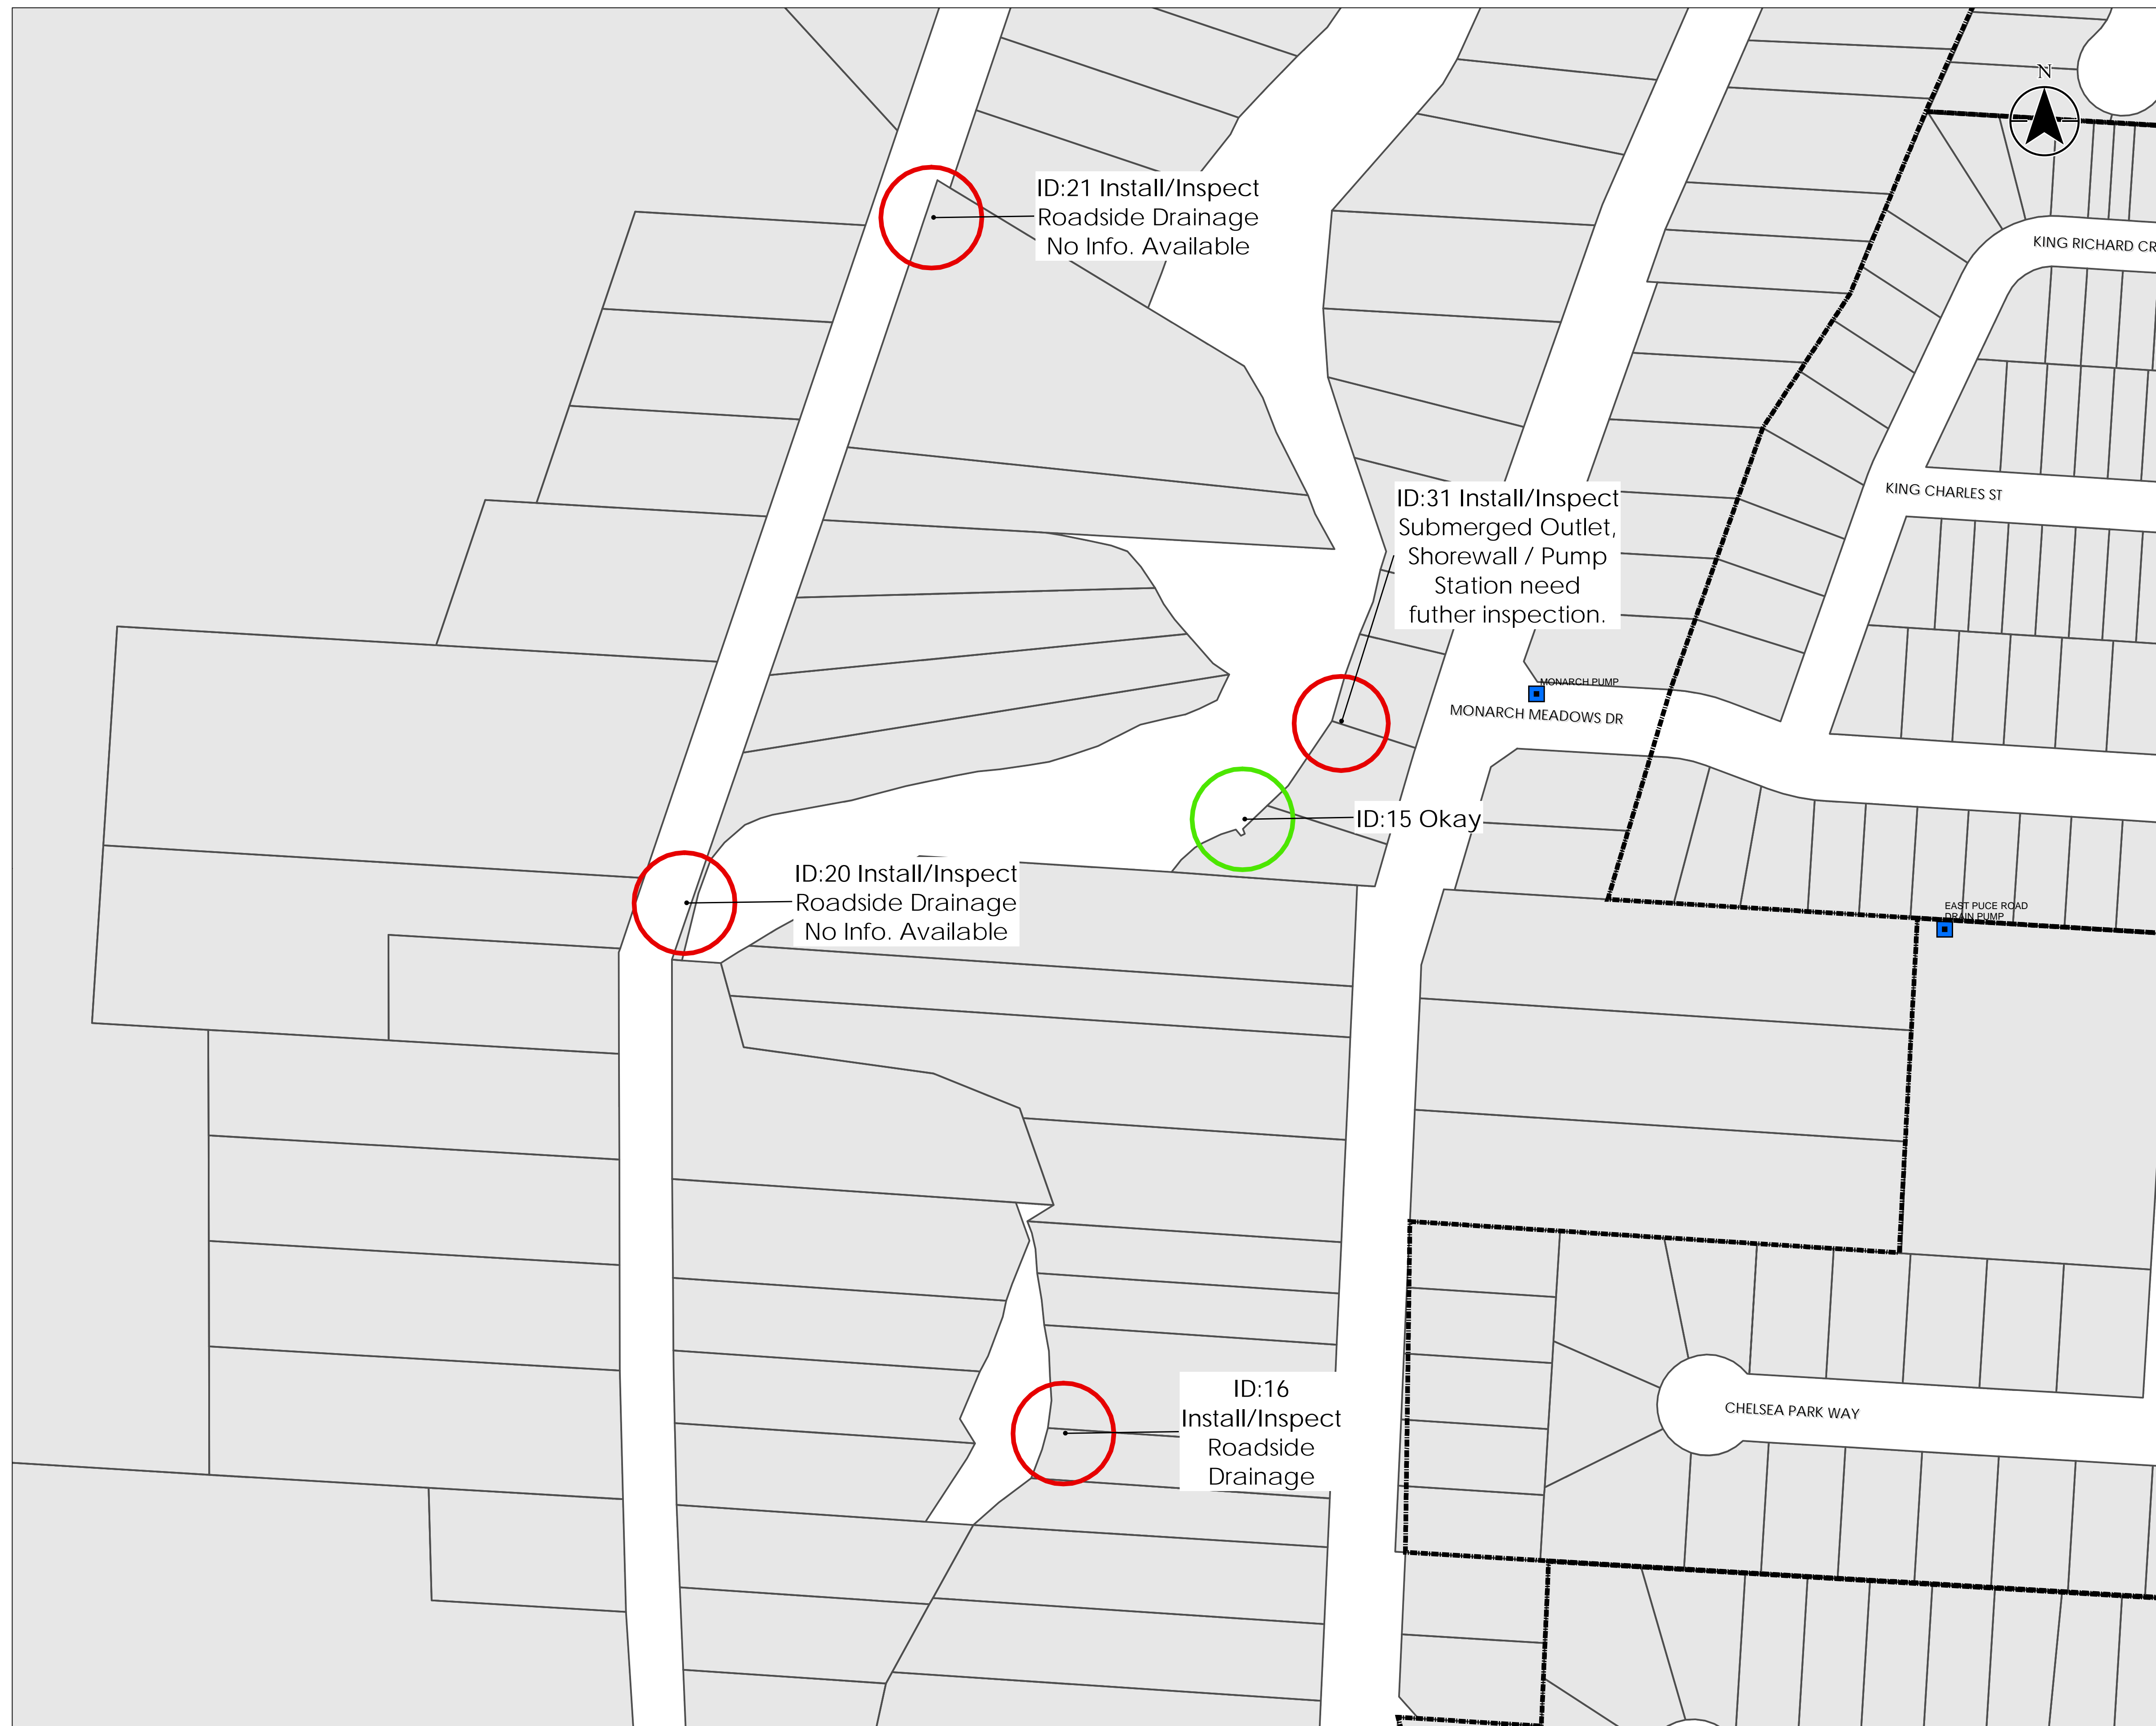 N
ID:21 Install/Inspect
Roadside Drainage
No Info. Available
KING RICHARD CR
KING CHARLES ST
ID:31 Install/Inspect
Submerged Outlet,
Shorewall / Pump
Station need
futher inspection.
MONARCH PUMP
MONARCH MEADOWS DR
ID:15 Okay
ID:20 Install/Inspect
Roadside Drainage
No Info. Available
EAST PUCE ROAD
DRAIN PUMP
ID:16
Install/Inspect
Roadside
Drainage
CHELSEA PARK WAY